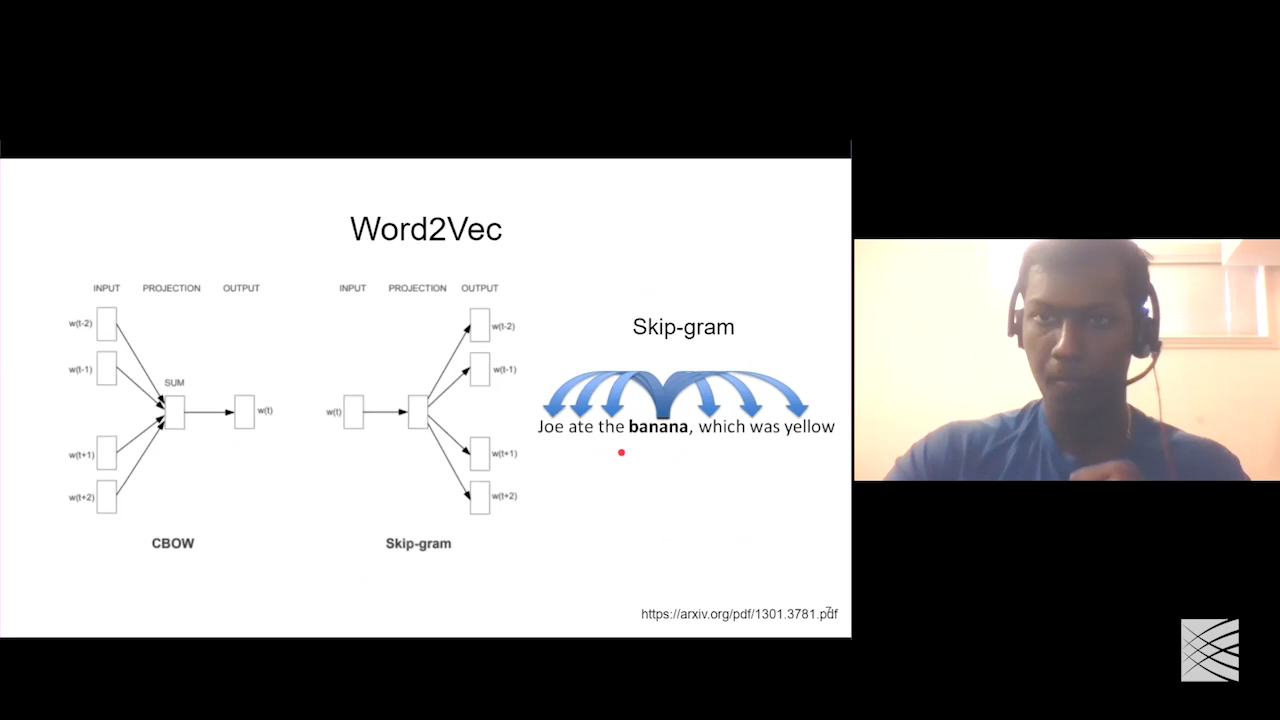 Word2Vec
INPUT PROJECTION OUTPUT
w(t-2)
w(t-1)
SUM
w(t)
w(t+1)
w(t+2)
CBOW
INPUT PROJECTION OUTPUT
w(t-2)
w(t-1)
w(t)
w(t+1)
w(t+2)
Skip-gram
Skip-gram
Joe ate the banana, which was yellow
https://arxiv.org/pdf/1301.3781.pdf
7